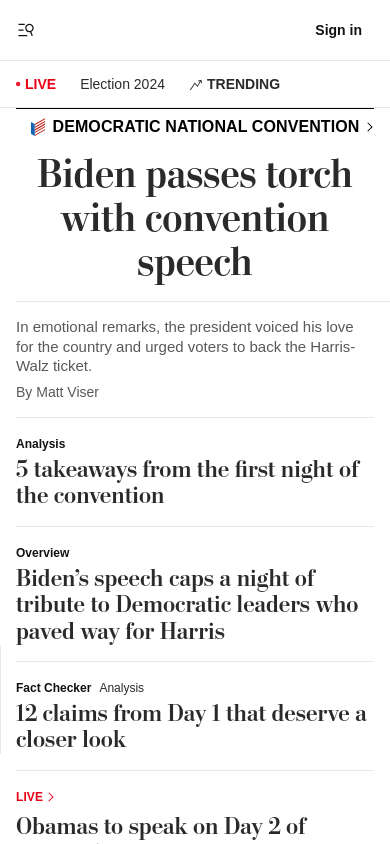 Sign in
LIVE Election 2024 TRENDING
DEMOCRATIC NATIONAL CONVENTION
Biden passes torch
with convention
speech
In emotional remarks, the president voiced his love
for the country and urged voters to back the Harris-
Walz ticket.
By Matt Viser
Analysis
5 takeaways from the first night of
the convention
Overview
Biden’s speech caps a night of
tribute to Democratic leaders who
paved way for Harris
Fact Checker Analysis
12 claims from Day 1 that deserve a
closer look
LIVE
Obamas to speak on Day 2 of